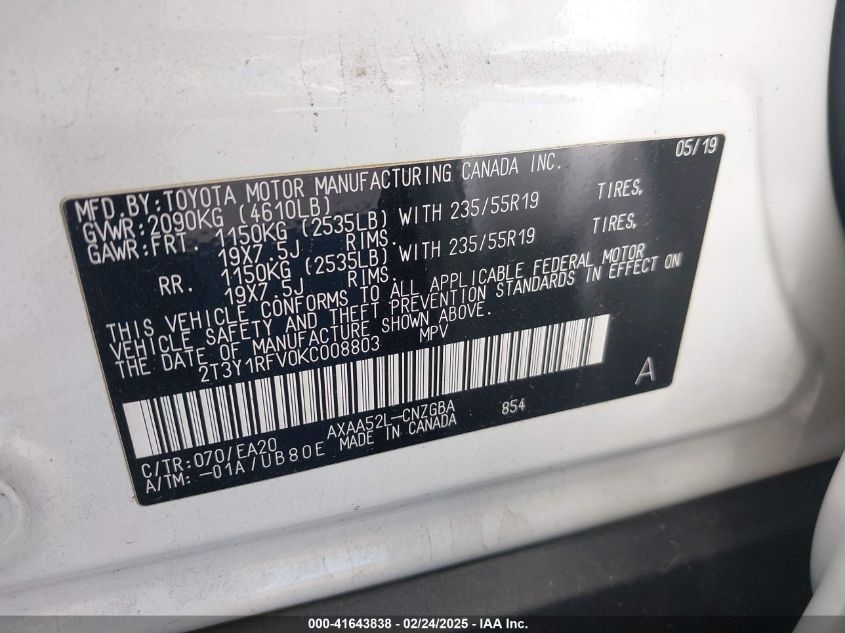 05/19
MFD.BY:TOYOTA MOTOR MANUFACTURING CANADA INC.
GVWR:2090KG (4610LB)
GAWR:FRT. 1150KG (2535LB) WITH 235/55R19 TIRES,
19X7.5J RIMS.
RR. 1150KG (2535LB) WITH 235/55R19 TIRES,
19X7.5J RIMS.
THIS VEHICLE CONFORMS TO ALL APPLICABLE FEDERAL MOTOR
VEHICLE SAFETY AND THEFT PREVENTION STANDARDS IN EFFECT ON
THE DATE OF MANUFACTURE SHOWN ABOVE.
2T3Y1RFV0KC008803 MPV
A
C/TR:070/EA20 AXAA52L-CNZGBA 854
A/TM:-01A/UB80E MADE IN CANADA
000-41643838 - 02/24/2025 - IAA Inc.